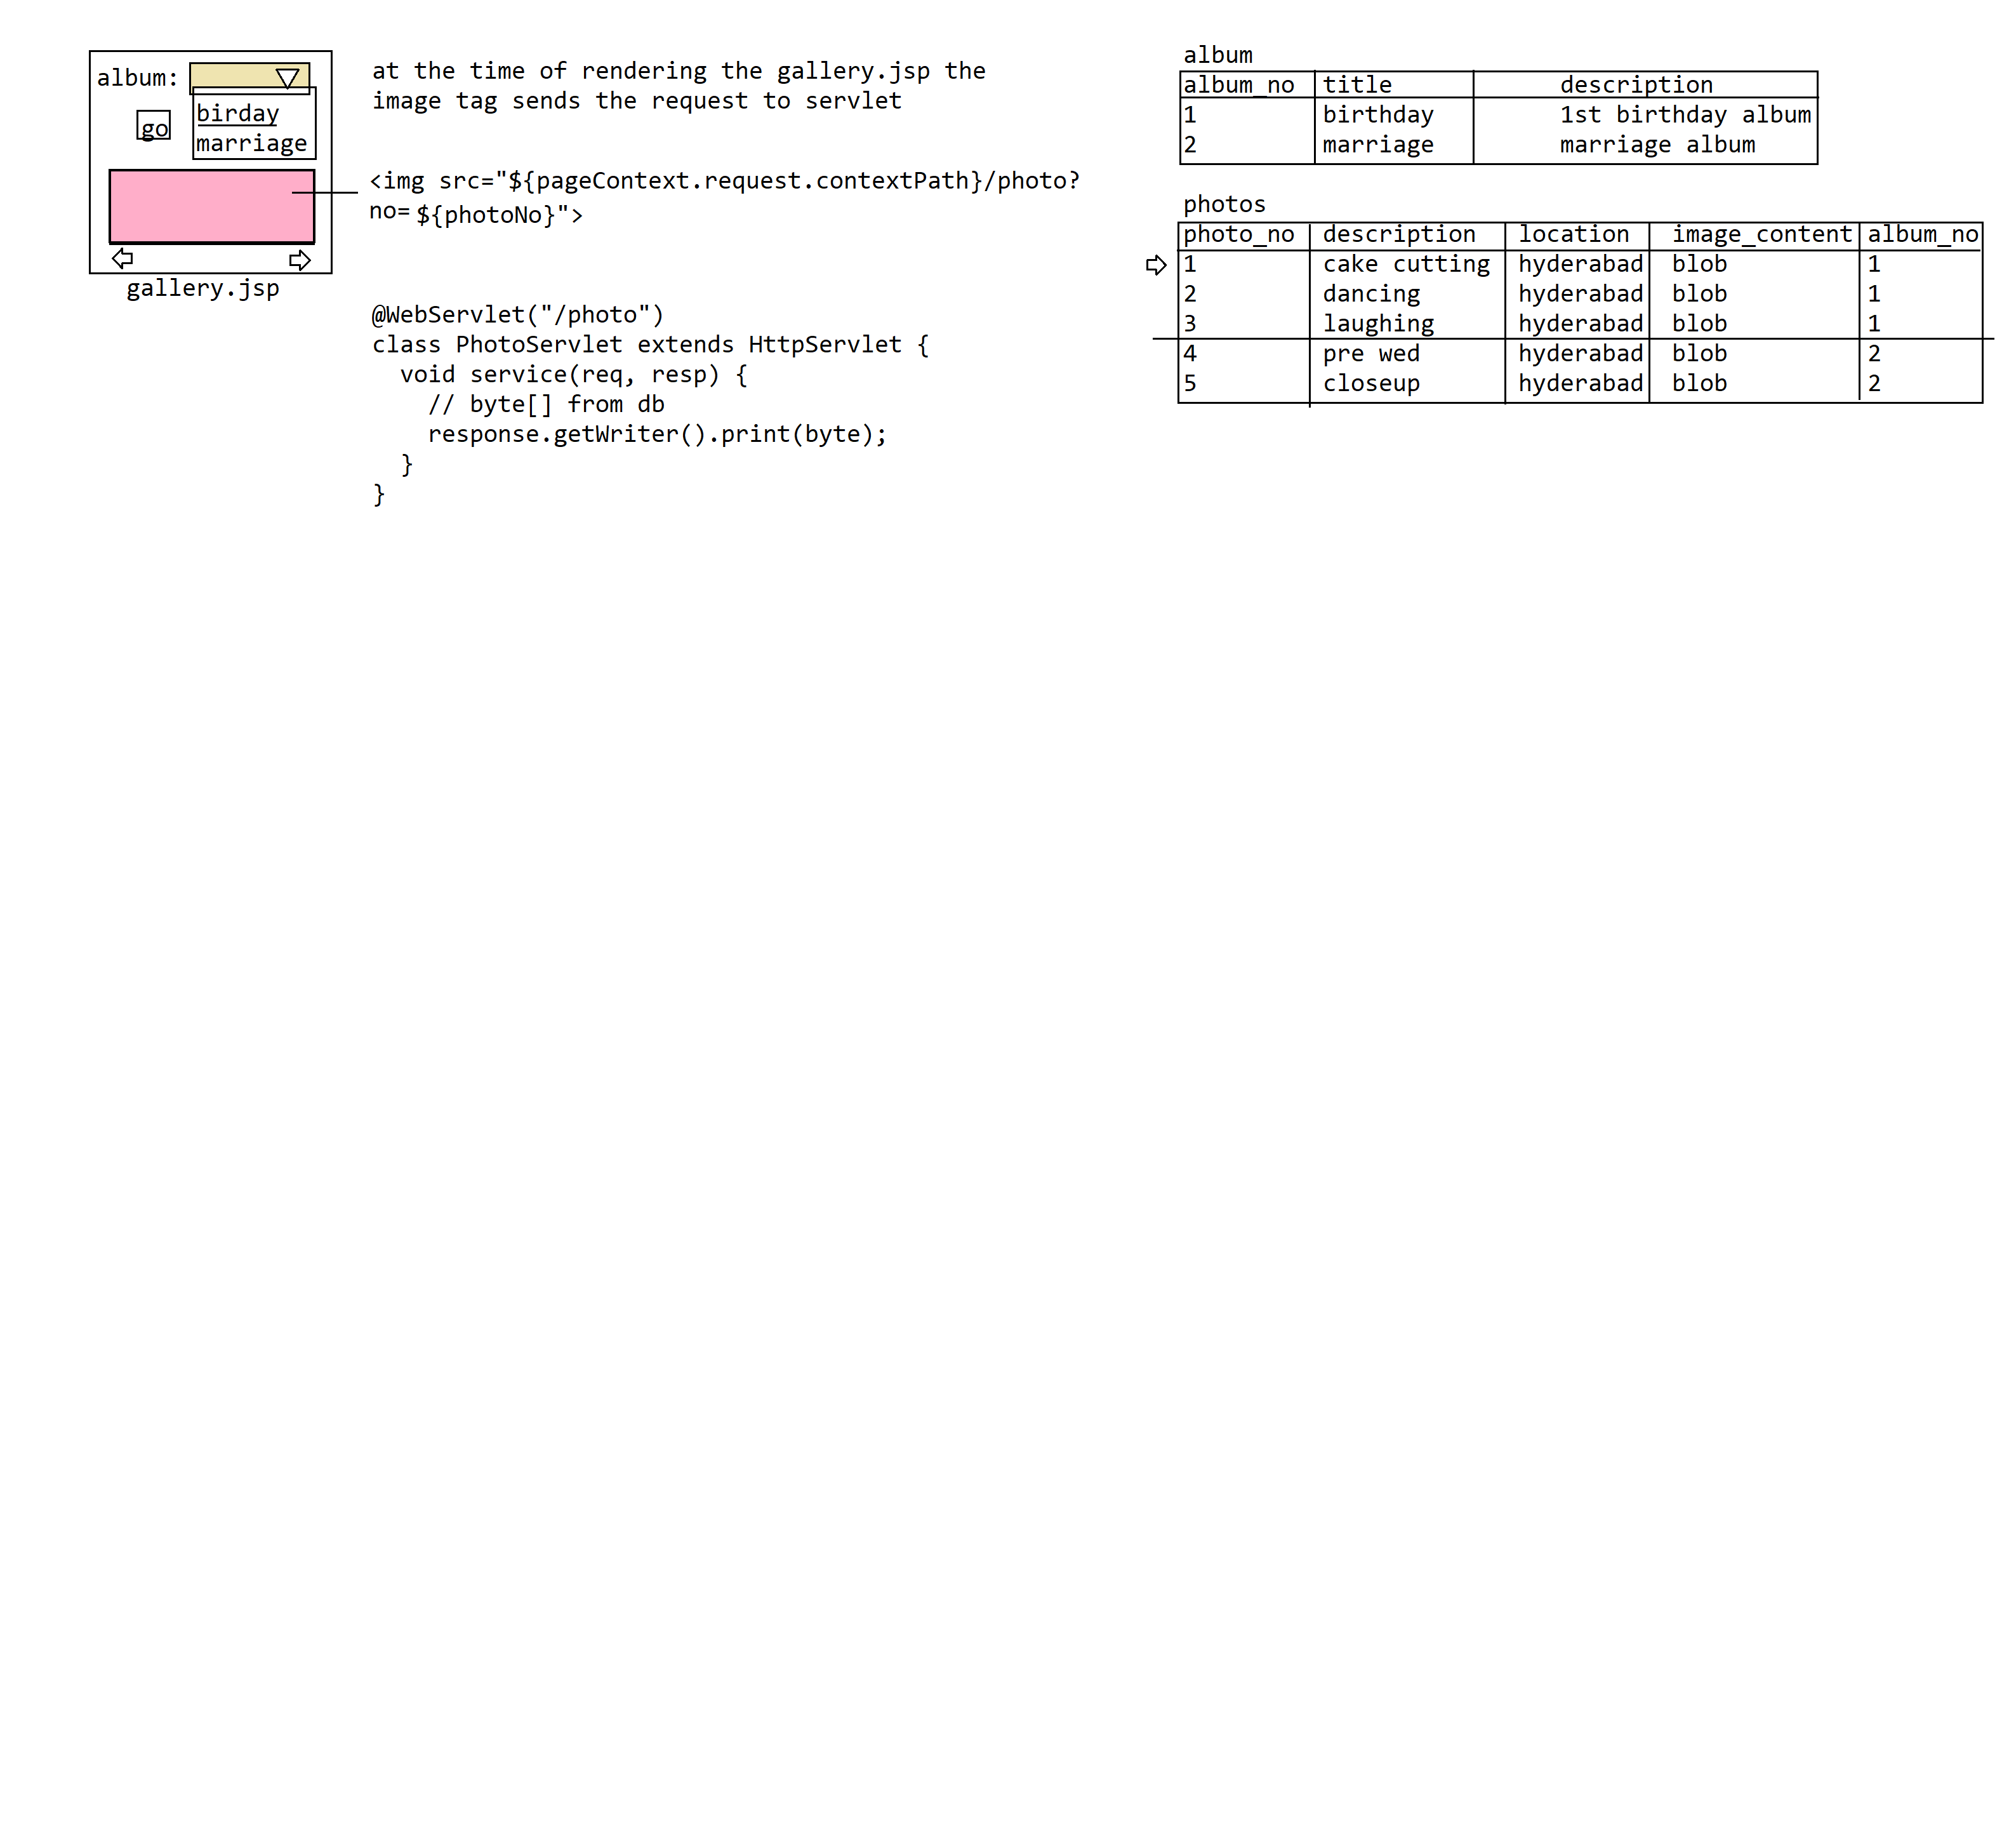 album:
birday
go
marriage
gallery.jsp
at the time of rendering the gallery.jsp the
image tag sends the request to servlet
<img src="${pageContext.request.contextPath}/photo?
no= ${photoNo}">
@WebServlet("/photo")
class PhotoServlet extends HttpServlet {
  void service(req, resp) {
    // byte[] from db
    response.getWriter().print(byte);
  }
}
album
album_no title description
1 birthday 1st birthday album
2 marriage marriage album
photos
photo_no description location image_content album_no
1 cake cutting hyderabad blob 1
2 dancing hyderabad blob 1
3 laughing hyderabad blob 1
4 pre wed hyderabad blob 2
5 closeup hyderabad blob 2